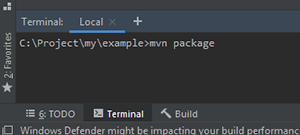 Terminal: Local × +
C:\Project\my\example>mvn package
2: Favorites
6: TODO Terminal Build
Windows Defender might be impacting your build performanc